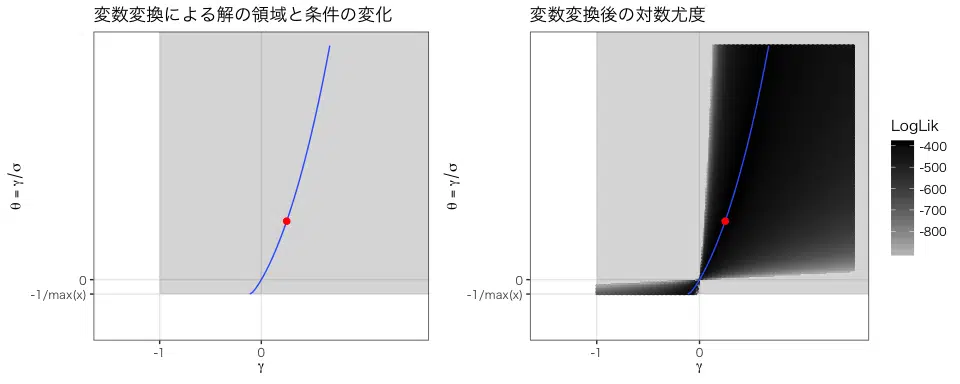 変数変換による解の領域と条件の変化
θ = γ/σ
0
-1/max(x)
-1
0
γ
変数変換後の対数尤度
θ = γ/σ
0
-1/max(x)
-1
0
γ
LogLik
-400
-500
-600
-700
-800